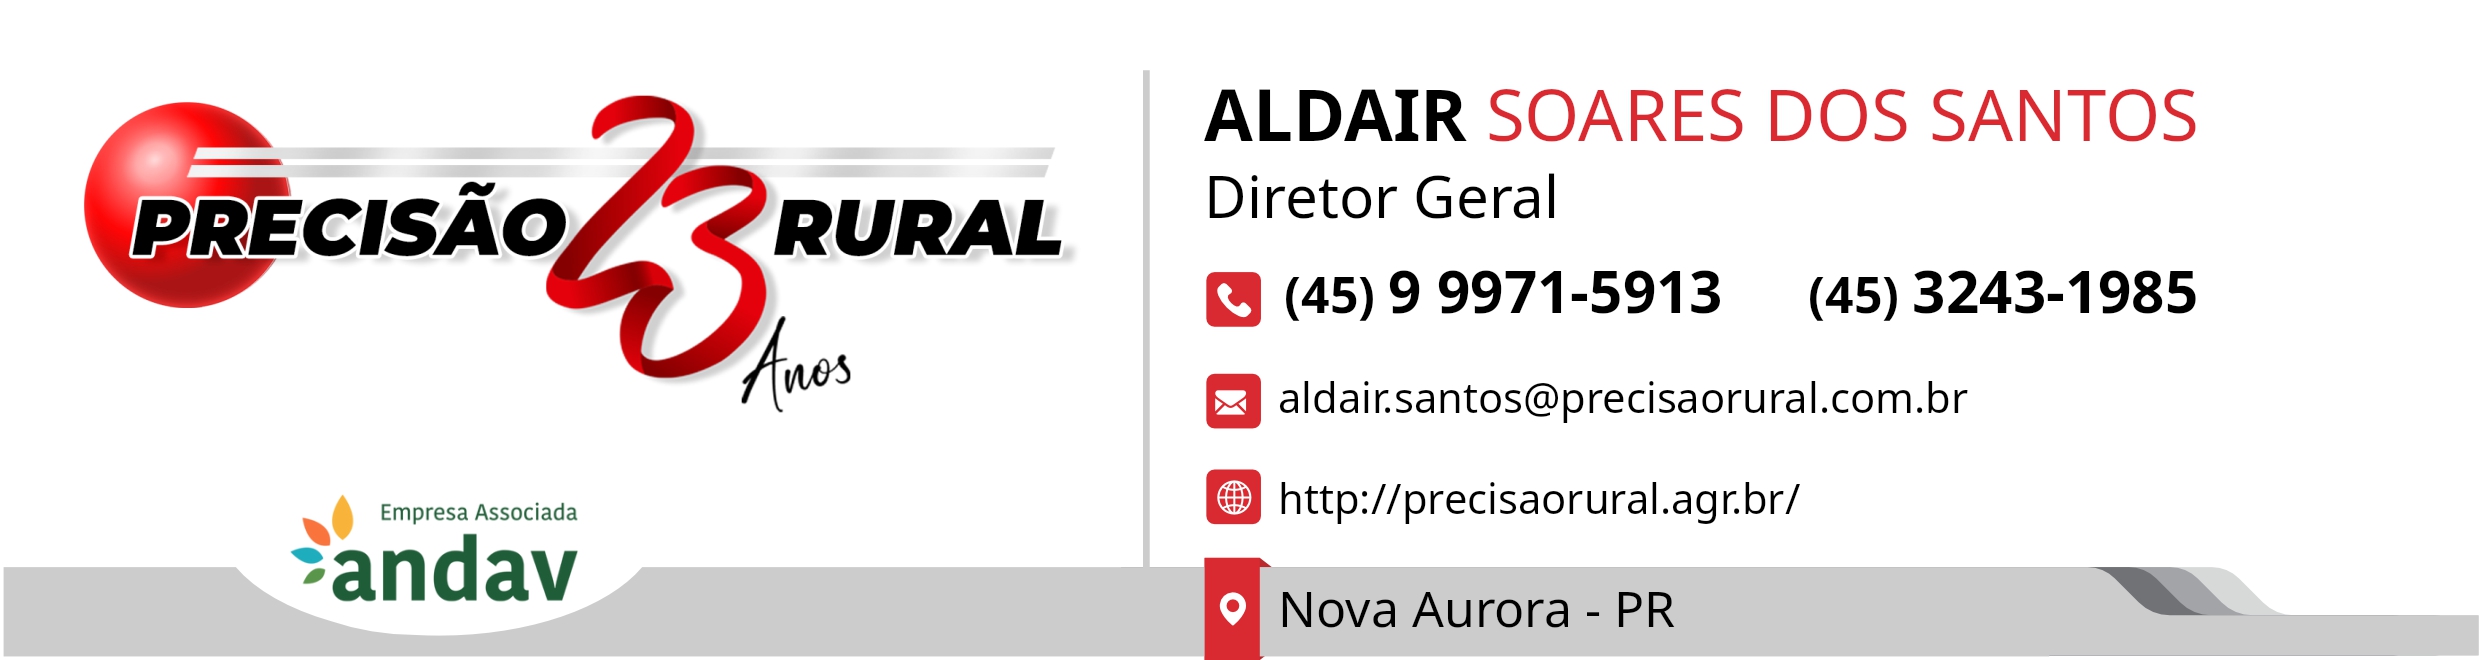 PRECISÃO 23 RURAL
Anos
Empresa Associada
andav
ALDAIR SOARES DOS SANTOS
Diretor Geral
(45) 9 9971-5913 (45) 3243-1985
aldair.santos@precisaorural.com.br
http://precisaorural.agr.br/
Nova Aurora - PR